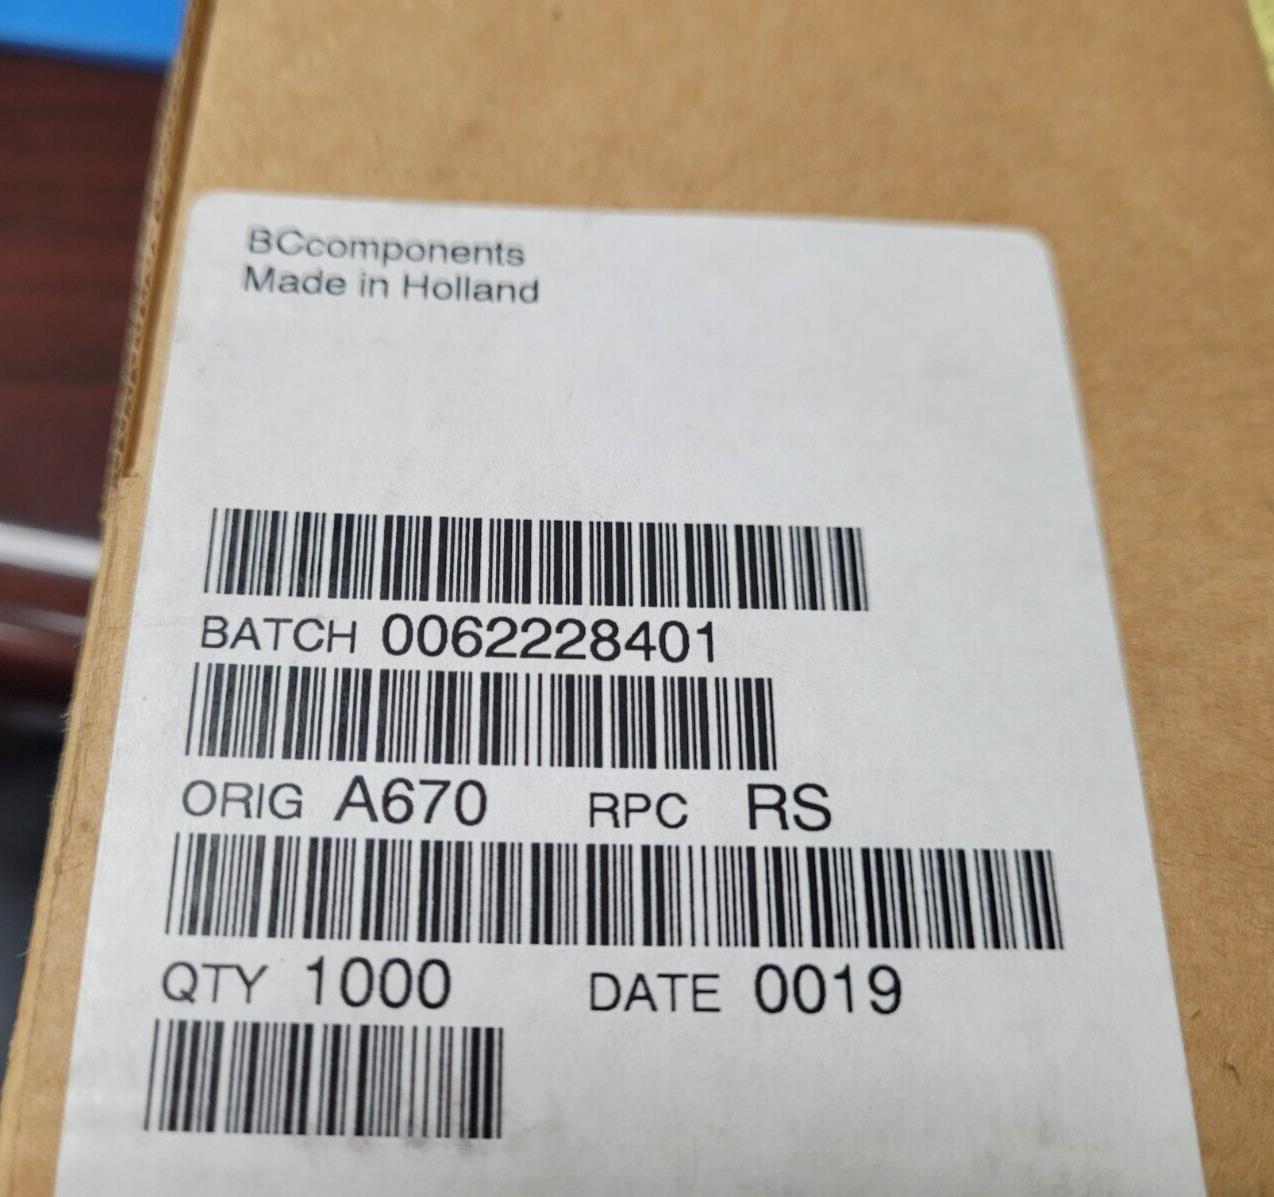 BCcomponents
Made in Holland
BATCH 0062228401
ORIG A670 RPC RS
QTY 1000 DATE 0019